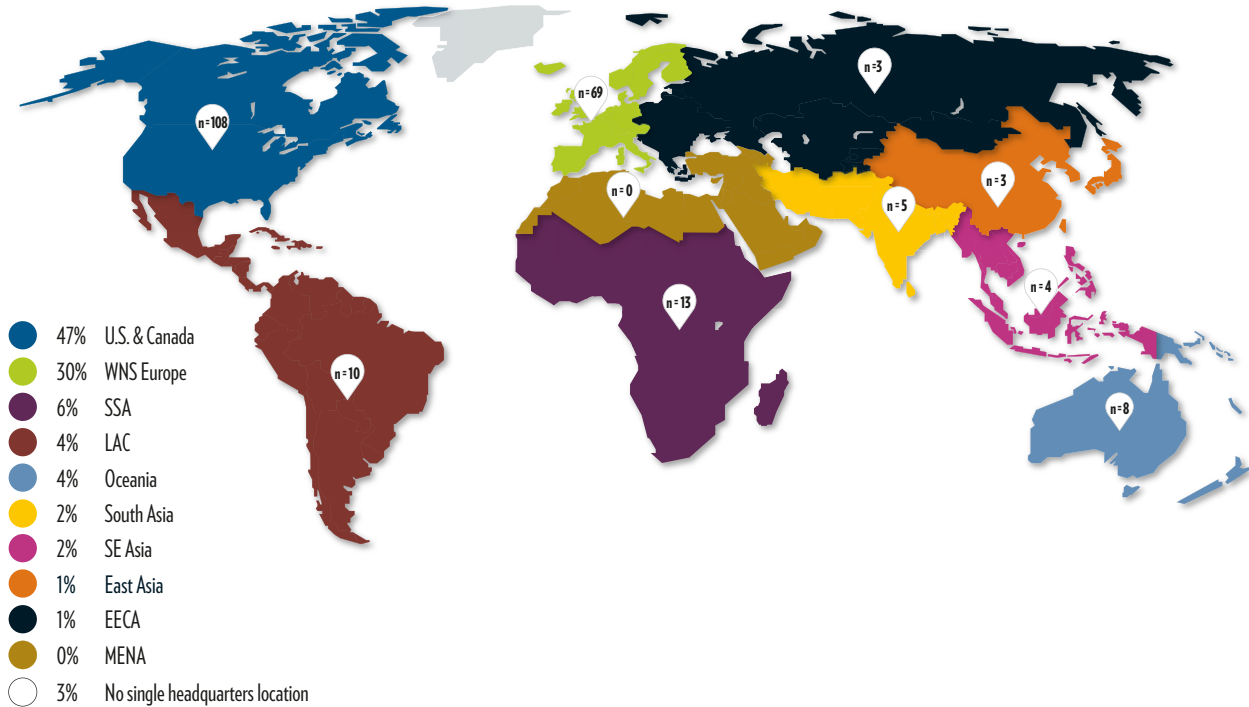 n=3
n=69
n=108
n=3
n=0
n=5
n=4
n=13
47% U.S. & Canada
30% WNS Europe
n=10
6% SSA
n=8
4% LAC
4% Oceania
2% South Asia
2% SE Asia
1% East Asia
1% EECA
0% MENA
3% No single headquarters location